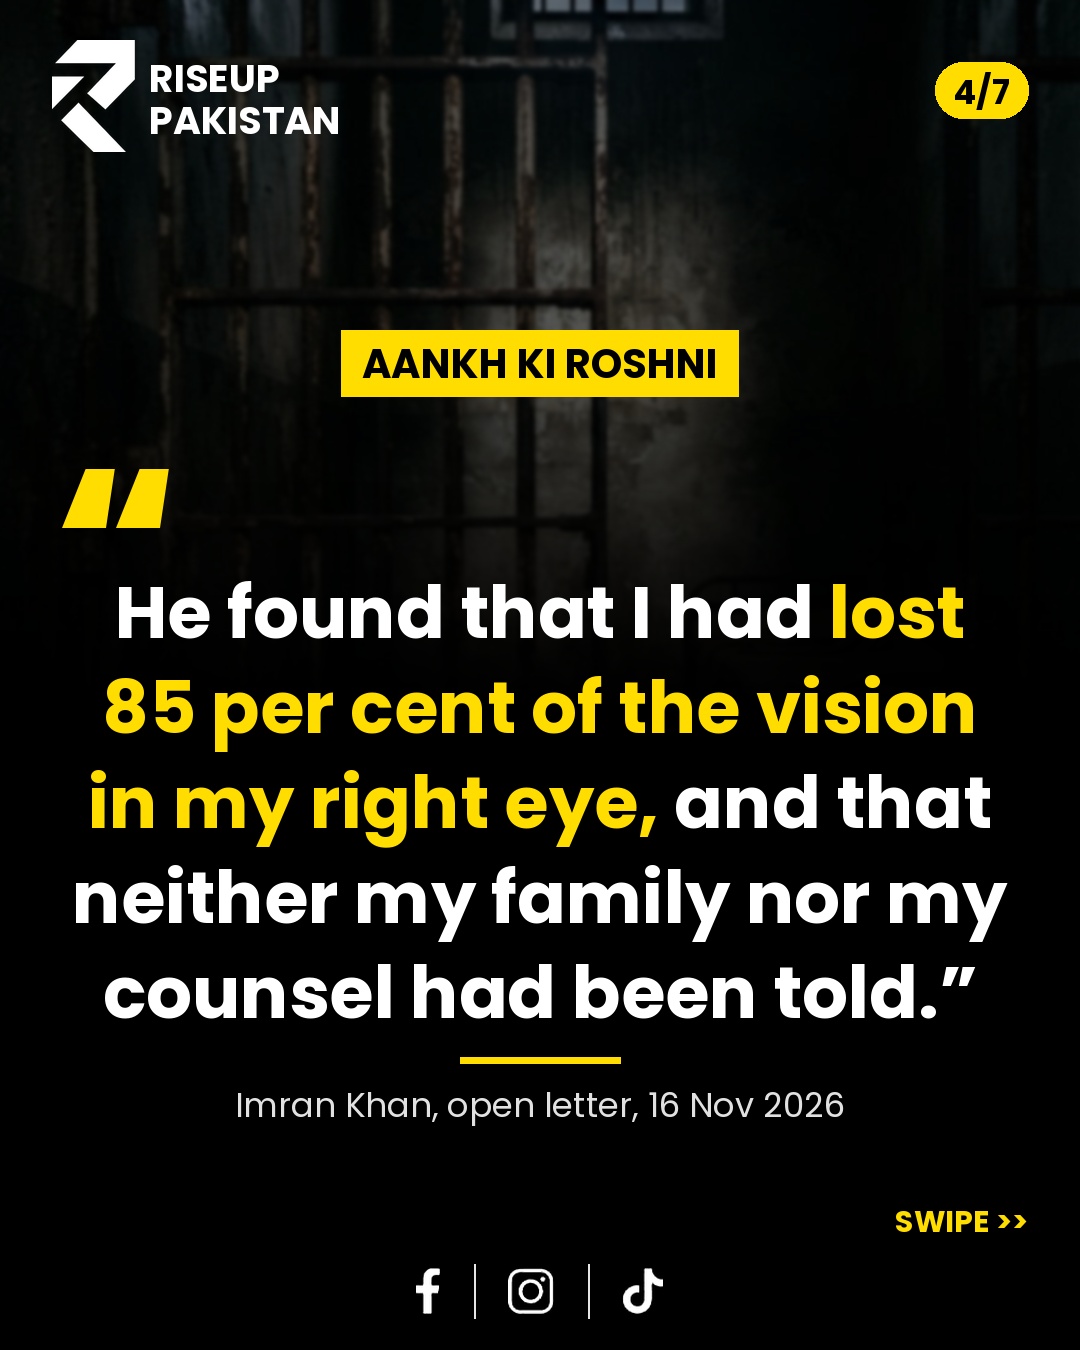 RISEUP
PAKISTAN
4/7
AANKH KI ROSHNI
“
He found that I had lost
85 per cent of the vision
in my right eye, and that
neither my family nor my
counsel had been told.”
Imran Khan, open letter, 16 Nov 2026
SWIPE >>